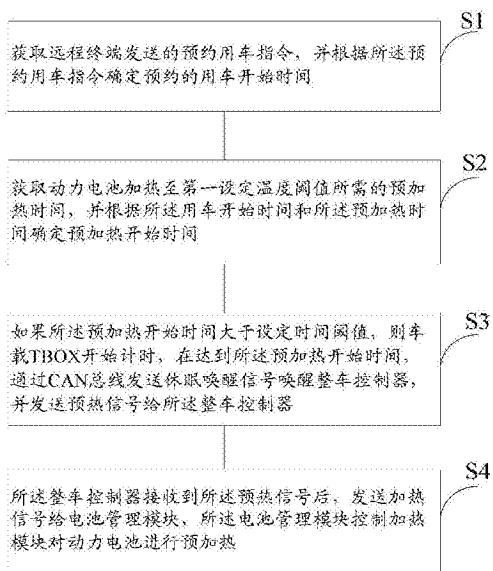 S1
获取远程终端发送的预约用车指令，并根据所述预
约用车指令确定预约的用车开始时间
S2
获取动力电池加热至第一设定温度阈值所需的预加
热时间，并根据所述用车开始时间和所述预加热时
间确定预加热开始时间
S3
如果所述预加热开始时间大于设定时间阈值，则车
载TBOX开始计时，在达到所述预加热开始时间，
通过CAN总线发送休眠唤醒信号唤醒整车控制器，
并发送预热信号给所述整车控制器
S4
所述整车控制器接收到所述预热信号后，发送加热
信号给电池管理模块，所述电池管理模块控制加热
模块对动力电池进行预加热